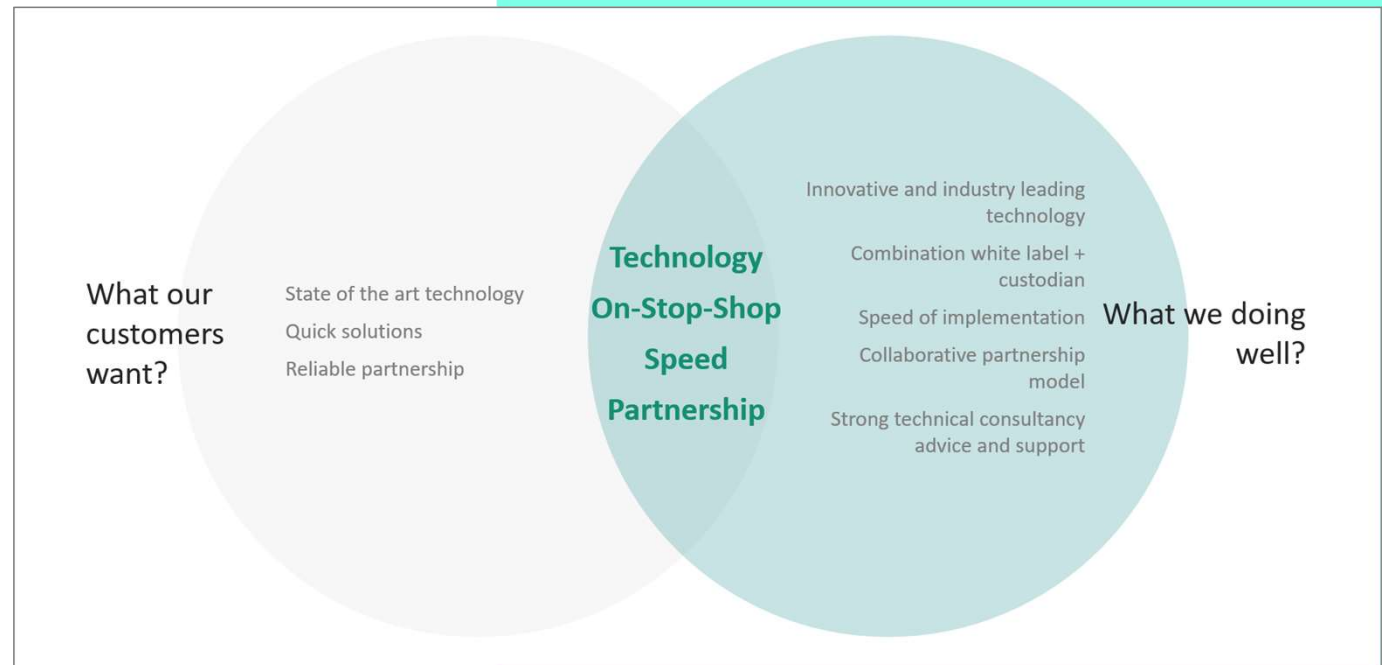 What our
customers
want?
State of the art technology
Quick solutions
Reliable partnership
Technology
On-Stop-Shop
Speed
Partnership
Innovative and industry leading
technology
Combination white label +
custodian
Speed of implementation
Collaborative partnership
model
Strong technical consultancy
advice and support
What we doing
well?